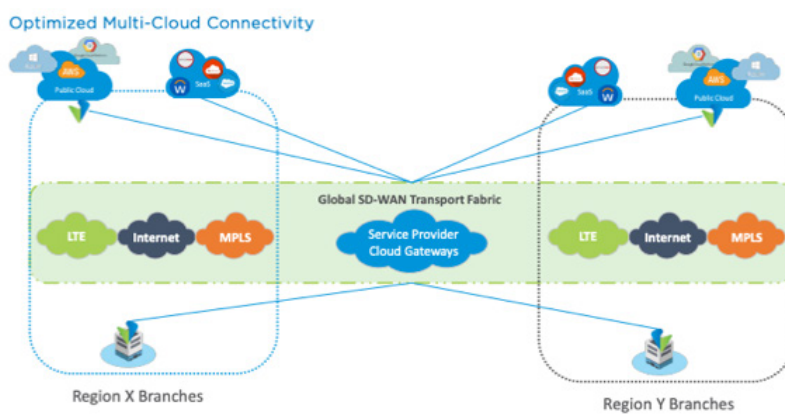 Optimized Multi-Cloud Connectivity
AWS
Public Cloud
SaaS
W
SaaS
W
AWS
Public Cloud
Global SD-WAN Transport Fabric
LTE
Internet
MPLS
Service Provider
Cloud Gateways
LTE
Internet
MPLS
Region X Branches
Region Y Branches